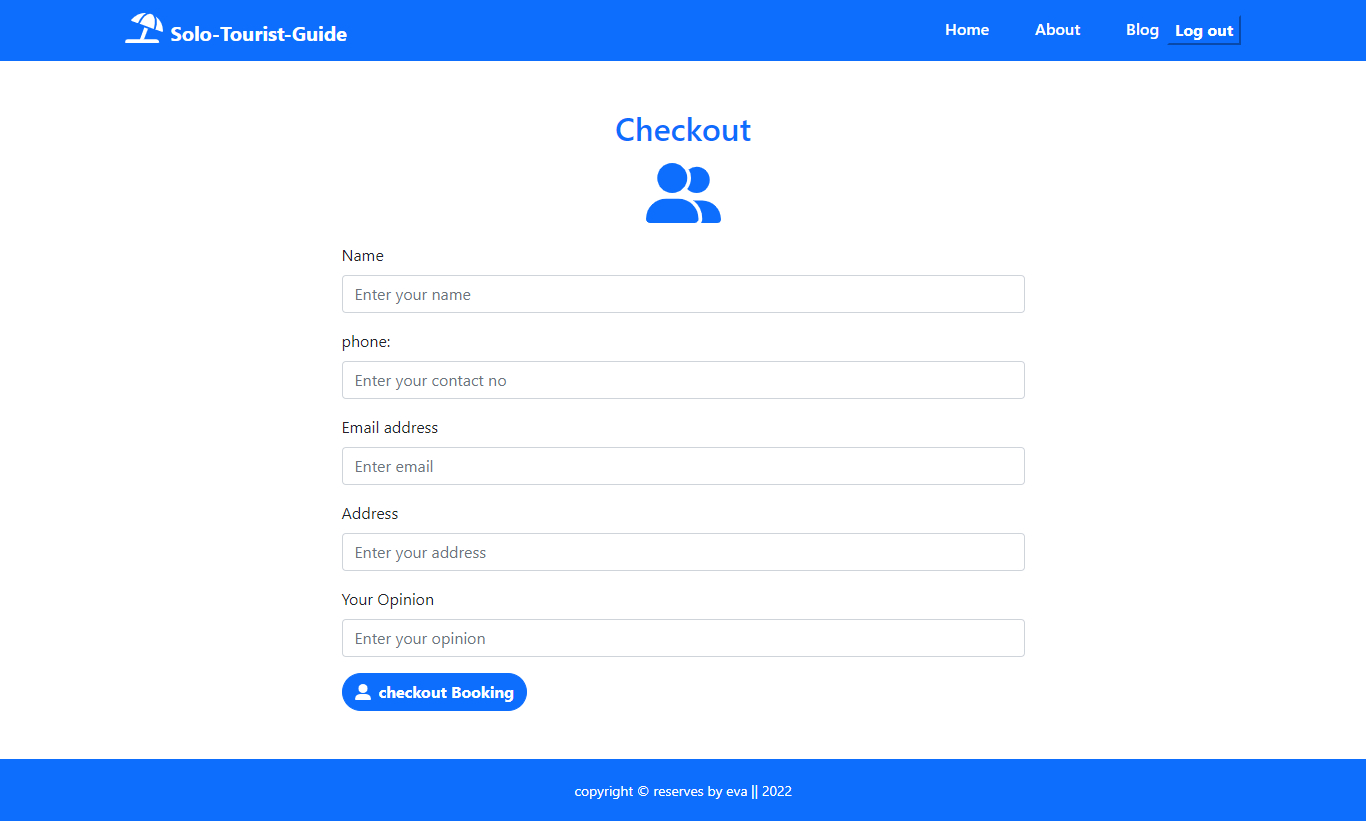 Solo-Tourist-Guide
Home About Blog Log out
Checkout
Name
Enter your name
phone:
Enter your contact no
Email address
Enter email
Address
Enter your address
Your Opinion
Enter your opinion
checkout Booking
copyright © reserves by eva || 2022